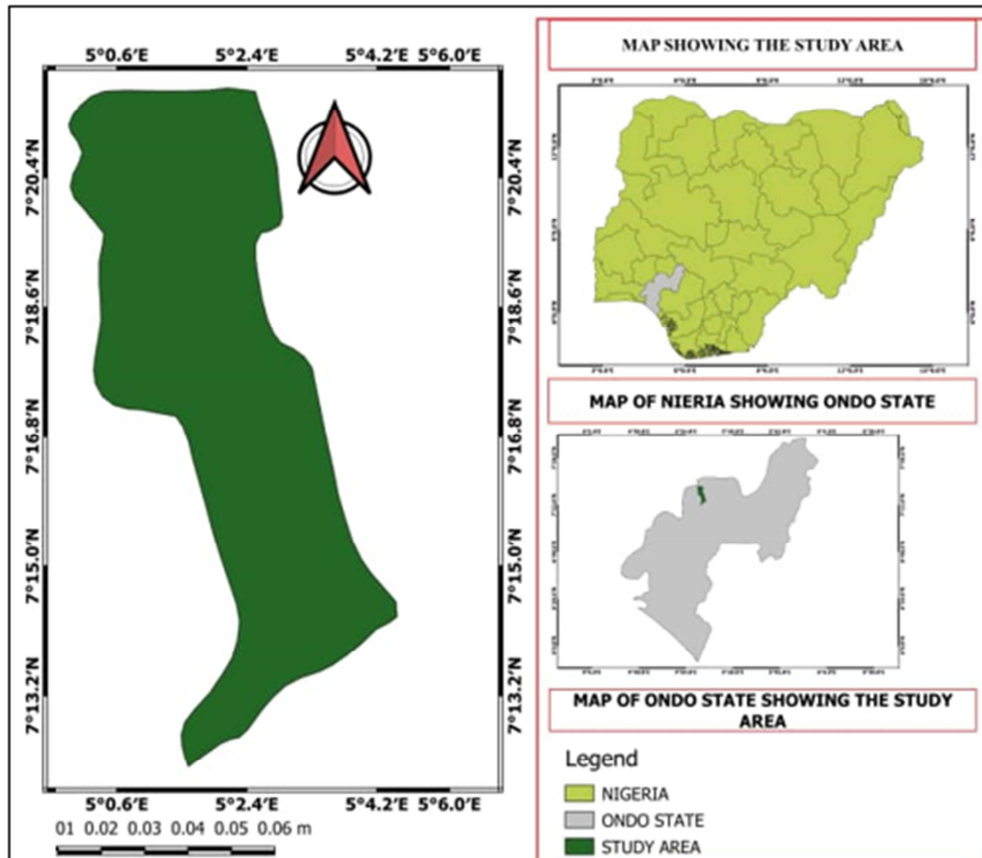 5°0.6′E 5°2.4′E 5°4.2′E 5°6.0′E
7°20.4′N 7°20.4′N
7°18.6′N 7°18.6′N
7°16.8′N 7°16.8′N
7°15.0′N 7°15.0′N
7°13.2′N 7°13.2′N
5°0.6′E 5°2.4′E 5°4.2′E 5°6.0′E
01 0.02 0.03 0.04 0.05 0.06 m
MAP SHOWING THE STUDY AREA
MAP OF NIERIA SHOWING ONDO STATE
MAP OF ONDO STATE SHOWING THE STUDY
AREA
Legend
NIGERIA
ONDO STATE
STUDY AREA